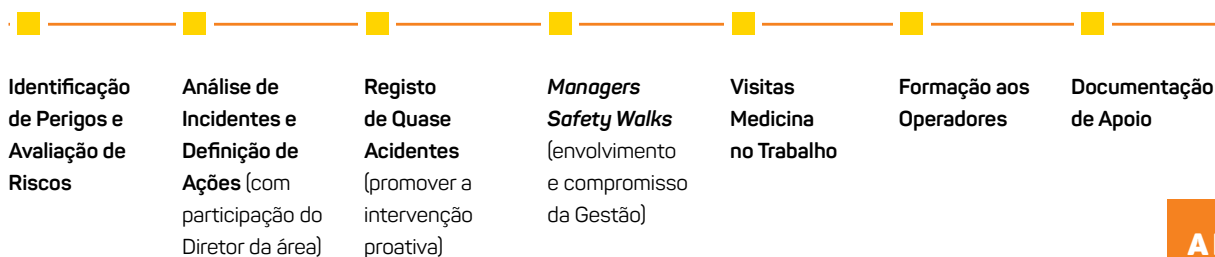 Identificação
de Perigos e
Avaliação de
Riscos
Análise de
Incidentes e
Definição de
Ações (com
participação do
Diretor da área)
Registo
de Quase
Acidentes
(promover a
intervenção
proativa)
Managers
Safety Walks
(envolvimento
e compromisso
da Gestão)
Visitas
Medicina
no Trabalho
Formação aos
Operadores
Documentação
de Apoio